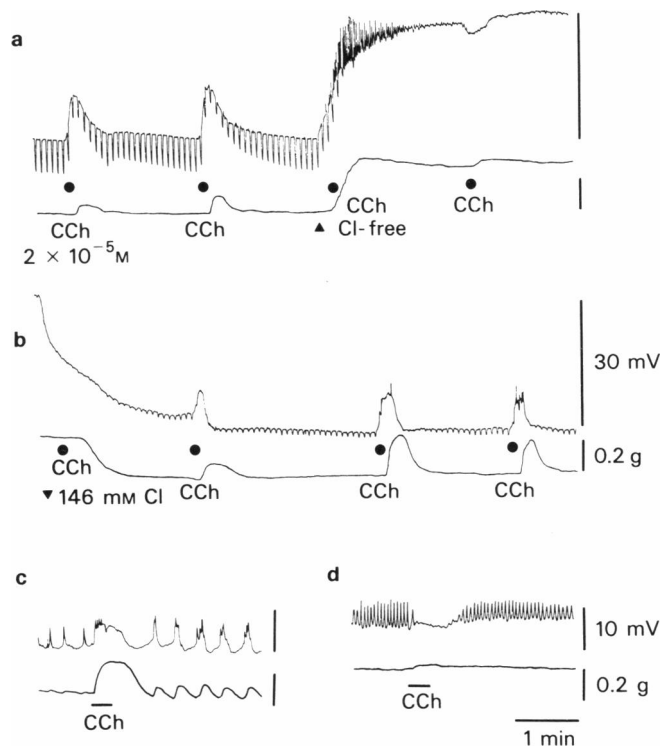 a
CCh CCh CCh CCh
2 × 10⁻⁵ M
▲ Cl-free
b
30 mV
0.2 g
CCh CCh CCh CCh
▼ 146 mM Cl
c
d
10 mV
0.2 g
CCh CCh
1 min